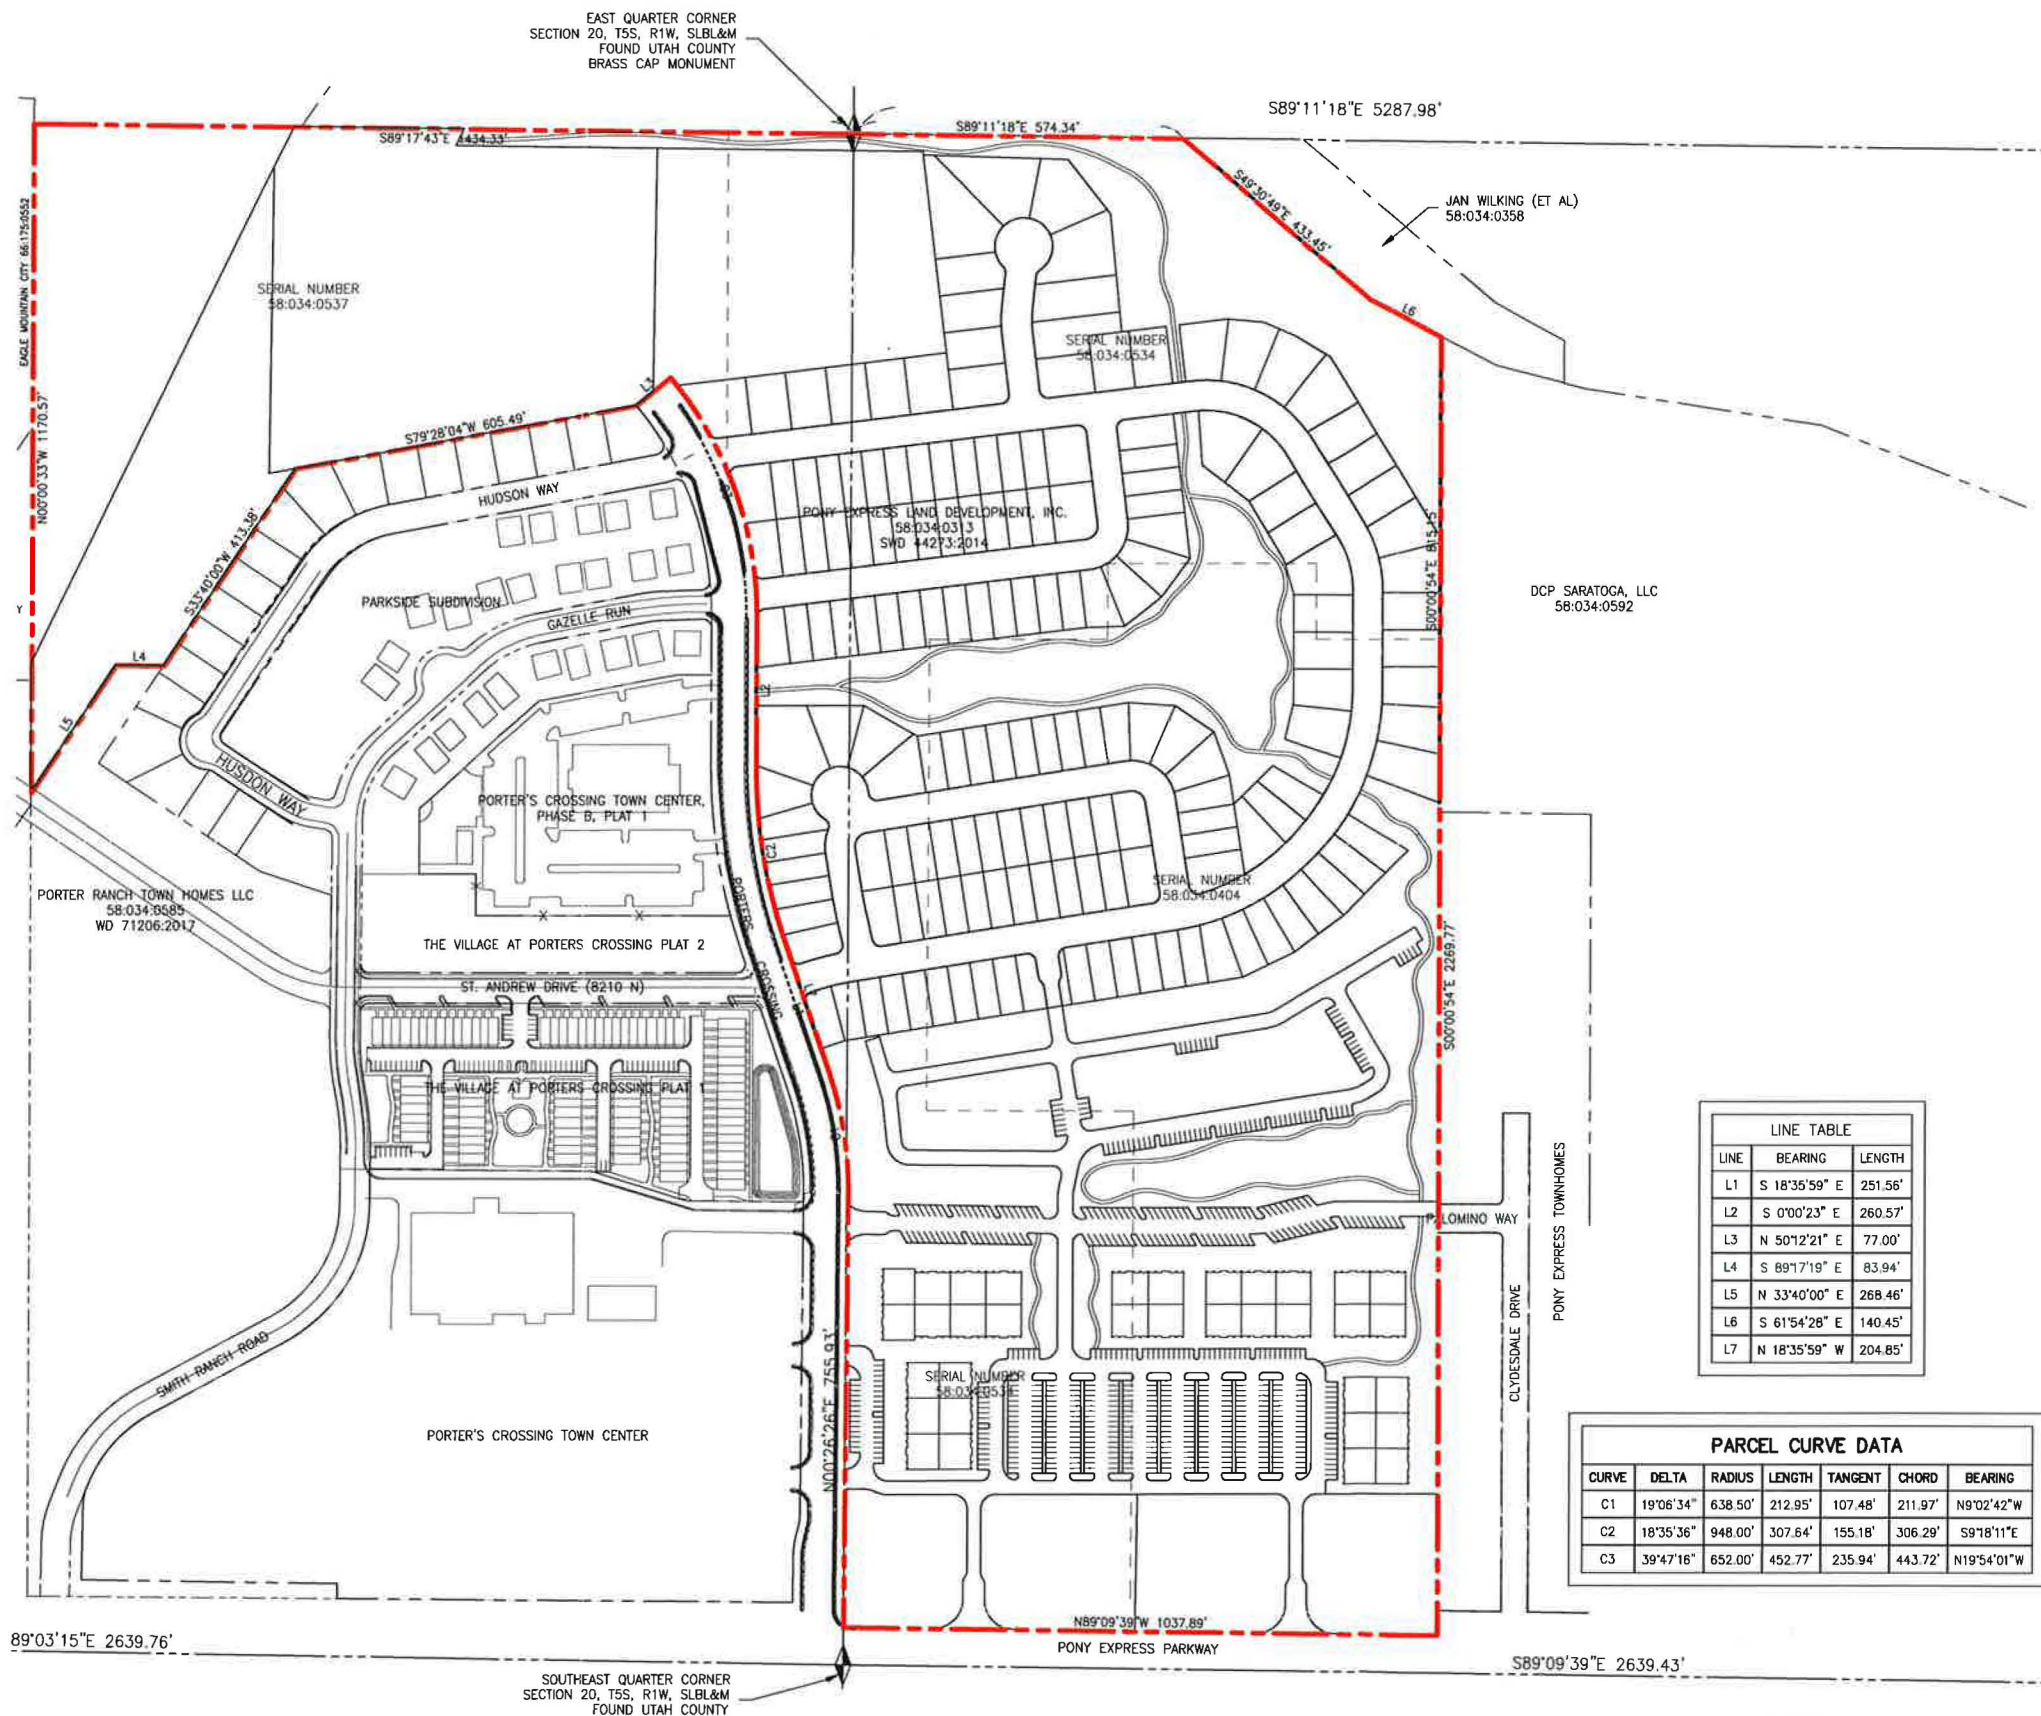 EAST QUARTER CORNER
SECTION 20, T5S, R1W, SLBL&M
FOUND UTAH COUNTY
BRASS CAP MONUMENT
S89°11'18"E 5287.98'
S89°17'43"E 1434.33'
S89°11'18"E 574.34'
S49°30'49"E 433.45'
JAN WILKING (ET AL)
58:034:0358
EAGLE MOUNTAIN CITY 66:175:0552
SERIAL NUMBER
58:034:0537
L6
SERIAL NUMBER
58:034:0534
L3
N00°00'33"W 1170.57'
S79°28'04"W 605.49'
HUDSON WAY
C3
PONY EXPRESS LAND DEVELOPMENT, INC.
58:034:0313
SWD 44273:2014
S33°40'00"W 413.38'
S00°00'54"E 815.15'
Y
PARKSIDE SUBDIVISION
GAZELLE RUN
DCP SARATOGA, LLC
58:034:0592
L4
L2
L5
HUSDON WAY
PORTER'S CROSSING TOWN CENTER,
PHASE B, PLAT 1
C2
PORTER RANCH TOWN HOMES LLC
58:034:0585
WD 71206:2017
SERIAL NUMBER
58:034:0404
PORTERS CROSSING
THE VILLAGE AT PORTERS CROSSING PLAT 2
S00°00'54"E 2269.77'
ST. ANDREW DRIVE (8210 N)
L7
L1
THE VILLAGE AT PORTERS CROSSING PLAT 1
PALOMINO WAY
PONY EXPRESS TOWNHOMES
CLYDESDALE DRIVE
SMITH RANCH ROAD
N00°26'26"E 755.93'
SERIAL NUMBER
PORTER'S CROSSING TOWN CENTER
LINE TABLE
LINE BEARING LENGTH
L1 S 18°35'59" E 251.56'
L2 S 0°00'23" E 260.57'
L3 N 50°12'21" E 77.00'
L4 S 89°17'19" E 83.94'
L5 N 33°40'00" E 268.46'
L6 S 61°54'28" E 140.45'
L7 N 18°35'59" W 204.85'
PARCEL CURVE DATA
CURVE DELTA RADIUS LENGTH TANGENT CHORD BEARING
C1 19°06'34" 638.50' 212.95' 107.48' 211.97' N9°02'42"W
C2 18°35'36" 948.00' 307.64' 155.18' 306.29' S9°18'11"E
C3 39°47'16" 652.00' 452.77' 235.94' 443.72' N19°54'01"W
N89°09'39"W 1037.89'
PONY EXPRESS PARKWAY
89°03'15"E 2639.76'
S89°09'39"E 2639.43'
SOUTHEAST QUARTER CORNER
SECTION 20, T5S, R1W, SLBL&M
FOUND UTAH COUNTY